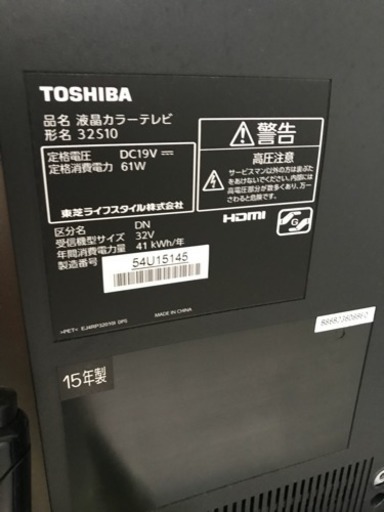 TOSHIBA
品名 液晶カラーテレビ
形名 32S10
定格電圧 DC19V
定格消費電力 61W
東芝ライフスタイル株式会社
区分名 DN
受信機型サイズ 32V
年間消費電力量 41 kWh/年
製造番号 54U15145
MADE IN CHINA
警告
高圧注意
サービスマン以外の方は裏ぶた
をあけないでください。内部には
高電圧部分が数多くあり、万一
さわると危険です。
HDMI
G
15年製